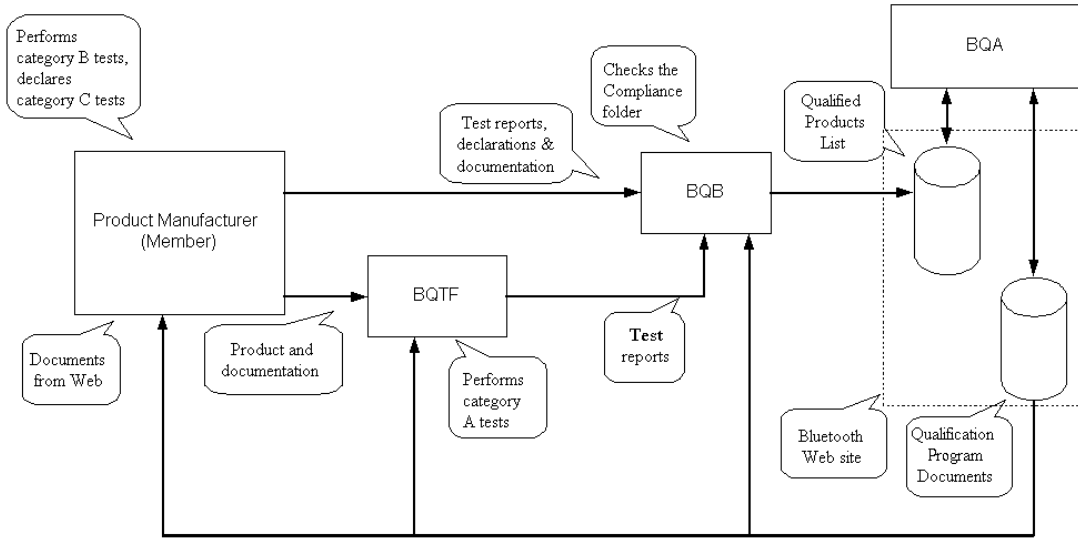 Performs
category B tests,
declares
category C tests
BQA
Checks the
Compliance
folder
Qualified
Products
List
Test reports,
declarations &
documentation
BQB
Product Manufacturer
(Member)
BQTF
Documents
from Web
Product and
documentation
Test
reports
Performs
category
A tests
Bluetooth
Web site
Qualification
Program
Documents